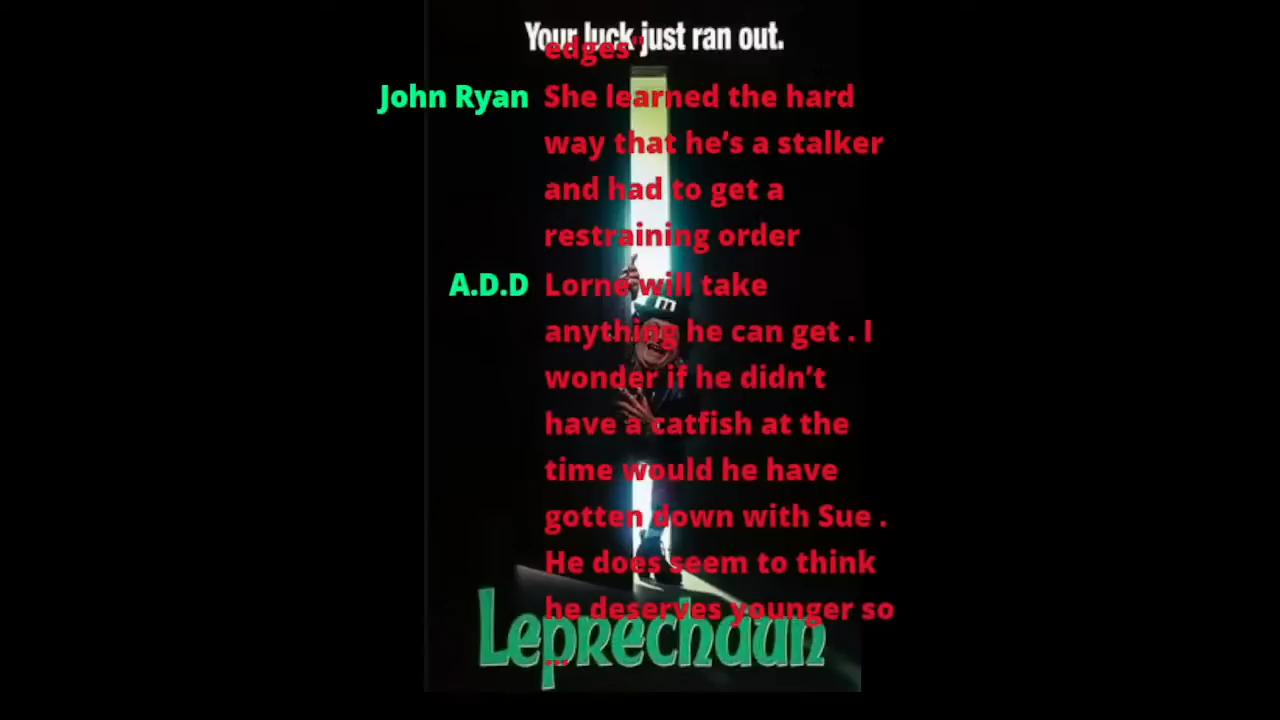 Your luck just ran out.
edges"
John Ryan She learned the hard
way that he's a stalker
and had to get a
restraining order
A.D.D Lorne will take
anything he can get . I
wonder if he didn't
have a catfish at the
time would he have
gotten down with Sue .
He does seem to think
he deserves younger so
...
Leprechaun
m